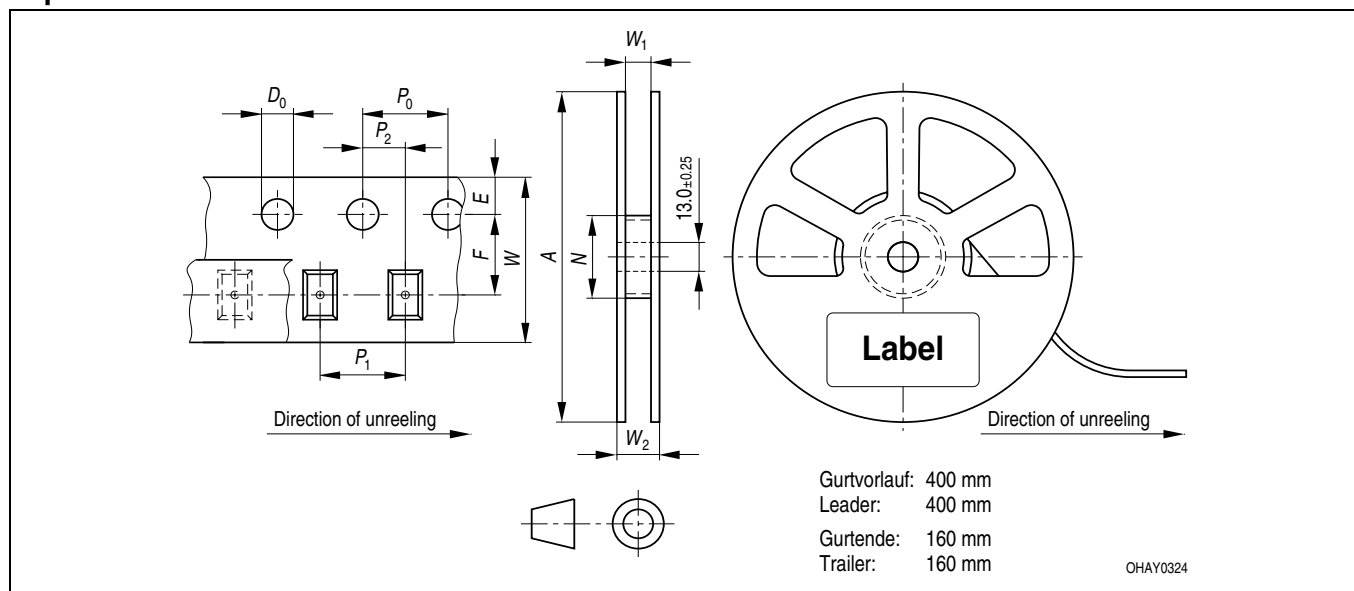 W1
D0
P0
P2
E
F
W
A
N
13.0±0.25
Label
P1
Direction of unreeling
W2
Direction of unreeling
Gurtvorlauf: 400 mm
Leader: 400 mm
Gurtende: 160 mm
Trailer: 160 mm
OHAY0324